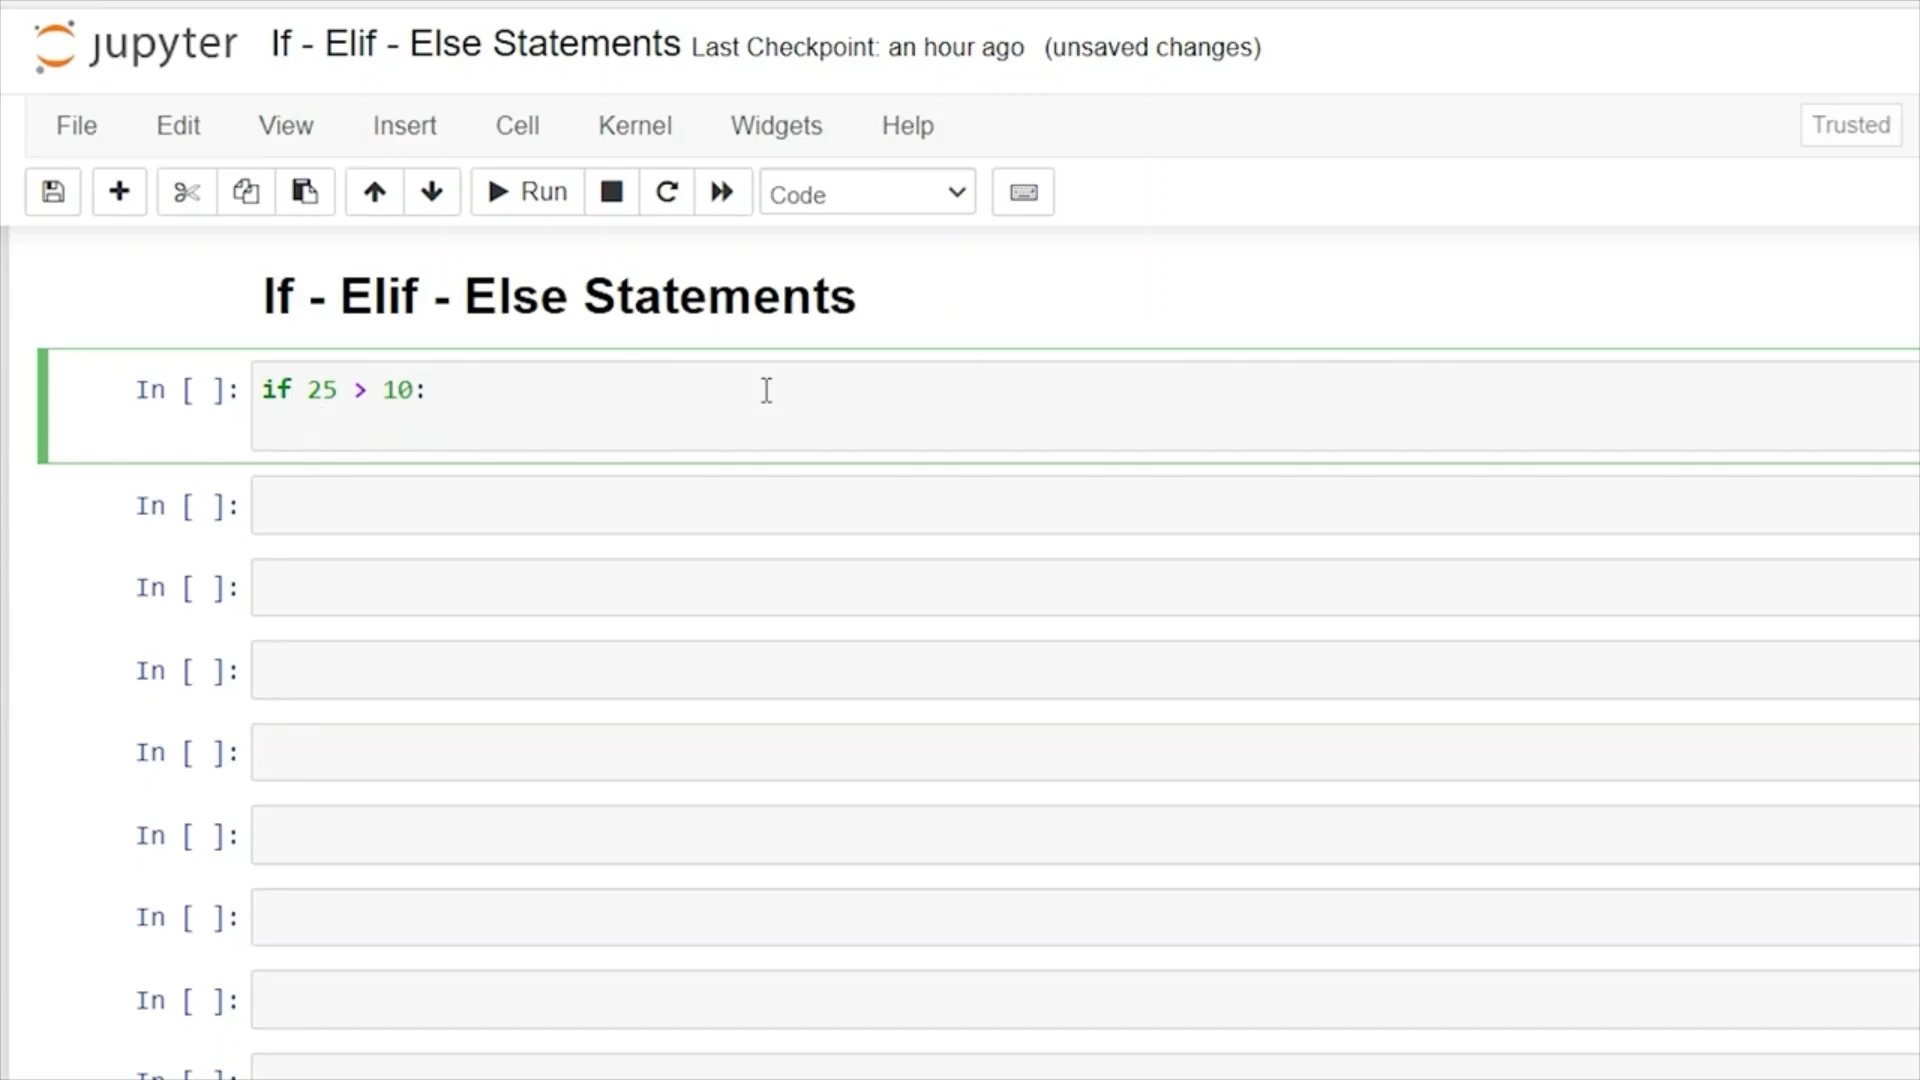 jupyter If - Elif - Else Statements Last Checkpoint: an hour ago (unsaved changes)
File Edit View Insert Cell Kernel Widgets Help Trusted
Run Code
If - Elif - Else Statements
In [ ]: if 25 > 10:
In [ ]:
In [ ]:
In [ ]:
In [ ]:
In [ ]:
In [ ]:
In [ ]:
In [ ]: